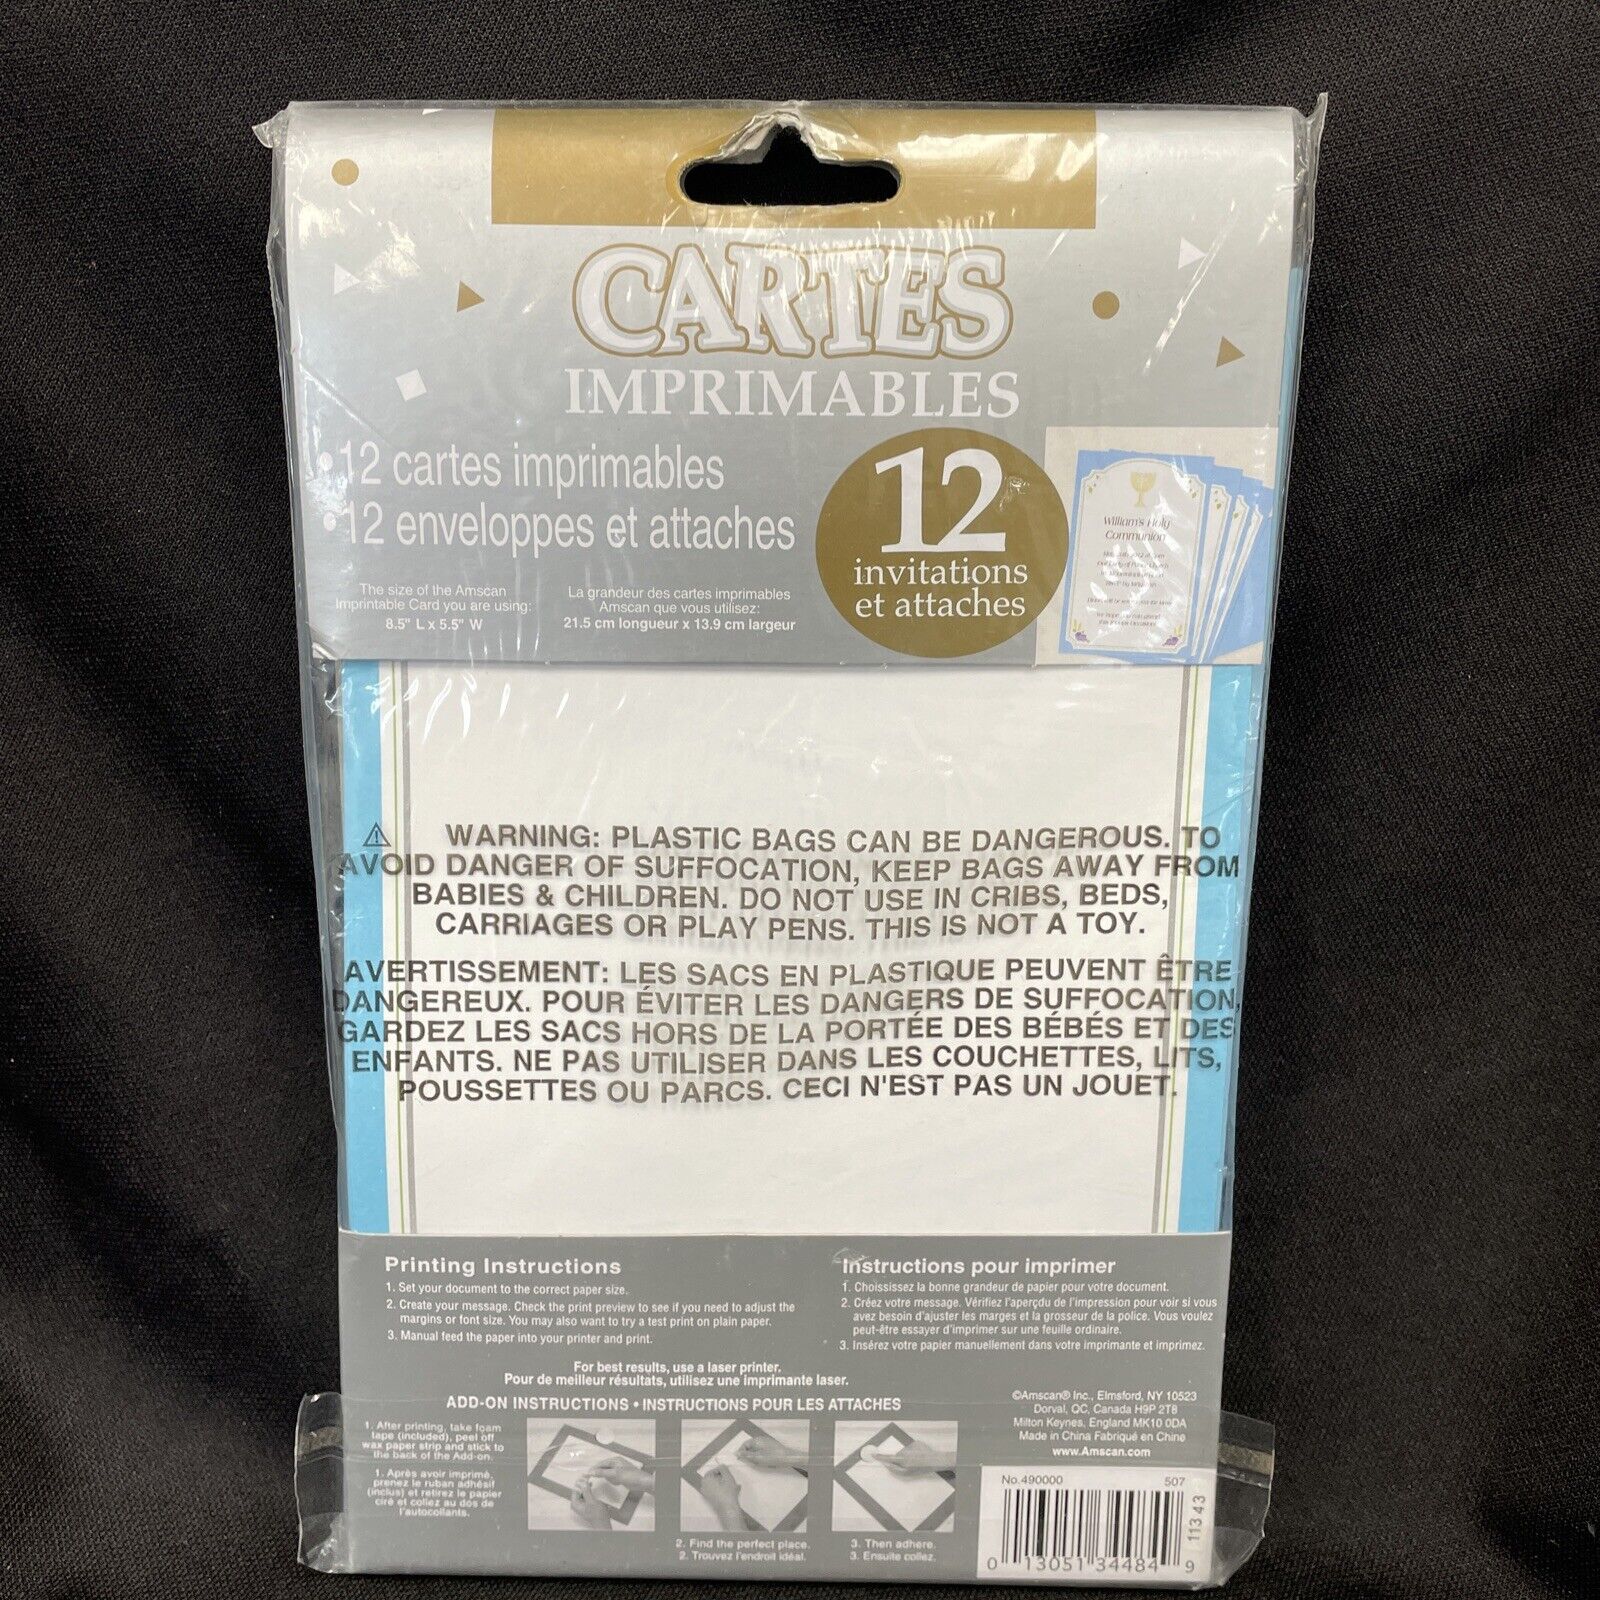 CARTES
IMPRIMABLES
•12 cartes imprimables
•12 enveloppes et attaches
12
invitations
et attaches
The size of the Amscan
Imprintable Card you are using:
8.5" L x 5.5" W
La grandeur des cartes imprimables
Amscan que vous utilisez:
21.5 cm longueur x 13.9 cm largeur
William's Holy
Communion
WARNING: PLASTIC BAGS CAN BE DANGEROUS. TO
AVOID DANGER OF SUFFOCATION, KEEP BAGS AWAY FROM
BABIES & CHILDREN. DO NOT USE IN CRIBS, BEDS,
CARRIAGES OR PLAY PENS. THIS IS NOT A TOY.
AVERTISSEMENT: LES SACS EN PLASTIQUE PEUVENT ÊTRE
DANGEREUX. POUR ÉVITER LES DANGERS DE SUFFOCATION,
GARDEZ LES SACS HORS DE LA PORTÉE DES BÉBÉS ET DES
ENFANTS. NE PAS UTILISER DANS LES COUCHETTES, LITS,
POUSSETTES OU PARCS. CECI N'EST PAS UN JOUET.
Printing Instructions
1. Set your document to the correct paper size.
2. Create your message. Check the print preview to see if you need to adjust the
margins or font size. You may also want to try a test print on plain paper.
3. Manual feed the paper into your printer and print.
Instructions pour imprimer
1. Choississez la bonne grandeur de papier pour votre document.
2. Créez votre message. Vérifiez l'aperçdu de l'impression pour voir si vous
avez besoin d'ajuster les marges et la grosseur de la police. Vous voulez
peut-être essayer d'imprimer sur une feuille ordinaire.
3. Insérez votre papier manuellement dans votre imprimante et imprimez.
For best results, use a laser printer.
Pour de meilleur résultats, utilisez une imprimante laser.
ADD-ON INSTRUCTIONS • INSTRUCTIONS POUR LES ATTACHES
1. After printing, take foam
tape (included), peel off
wax paper strip and stick to
the back of the Add-on.
1. Après avoir imprimé,
prenez le ruban adhésif
(inclus) et retirez le papier
ciré et collez au dos de
l'autocollants.
2. Find the perfect place.
2. Trouvez l'endroit idéal.
3. Then adhere.
3. Ensuite collez.
©Amscan® Inc., Elmsford, NY 10523
Dorval, QC, Canada H9P 2T8
Milton Keynes, England MK10 0DA
Made in China Fabriqué en Chine
www.Amscan.com
No.490000 507
0 13051 34484 9
113 43